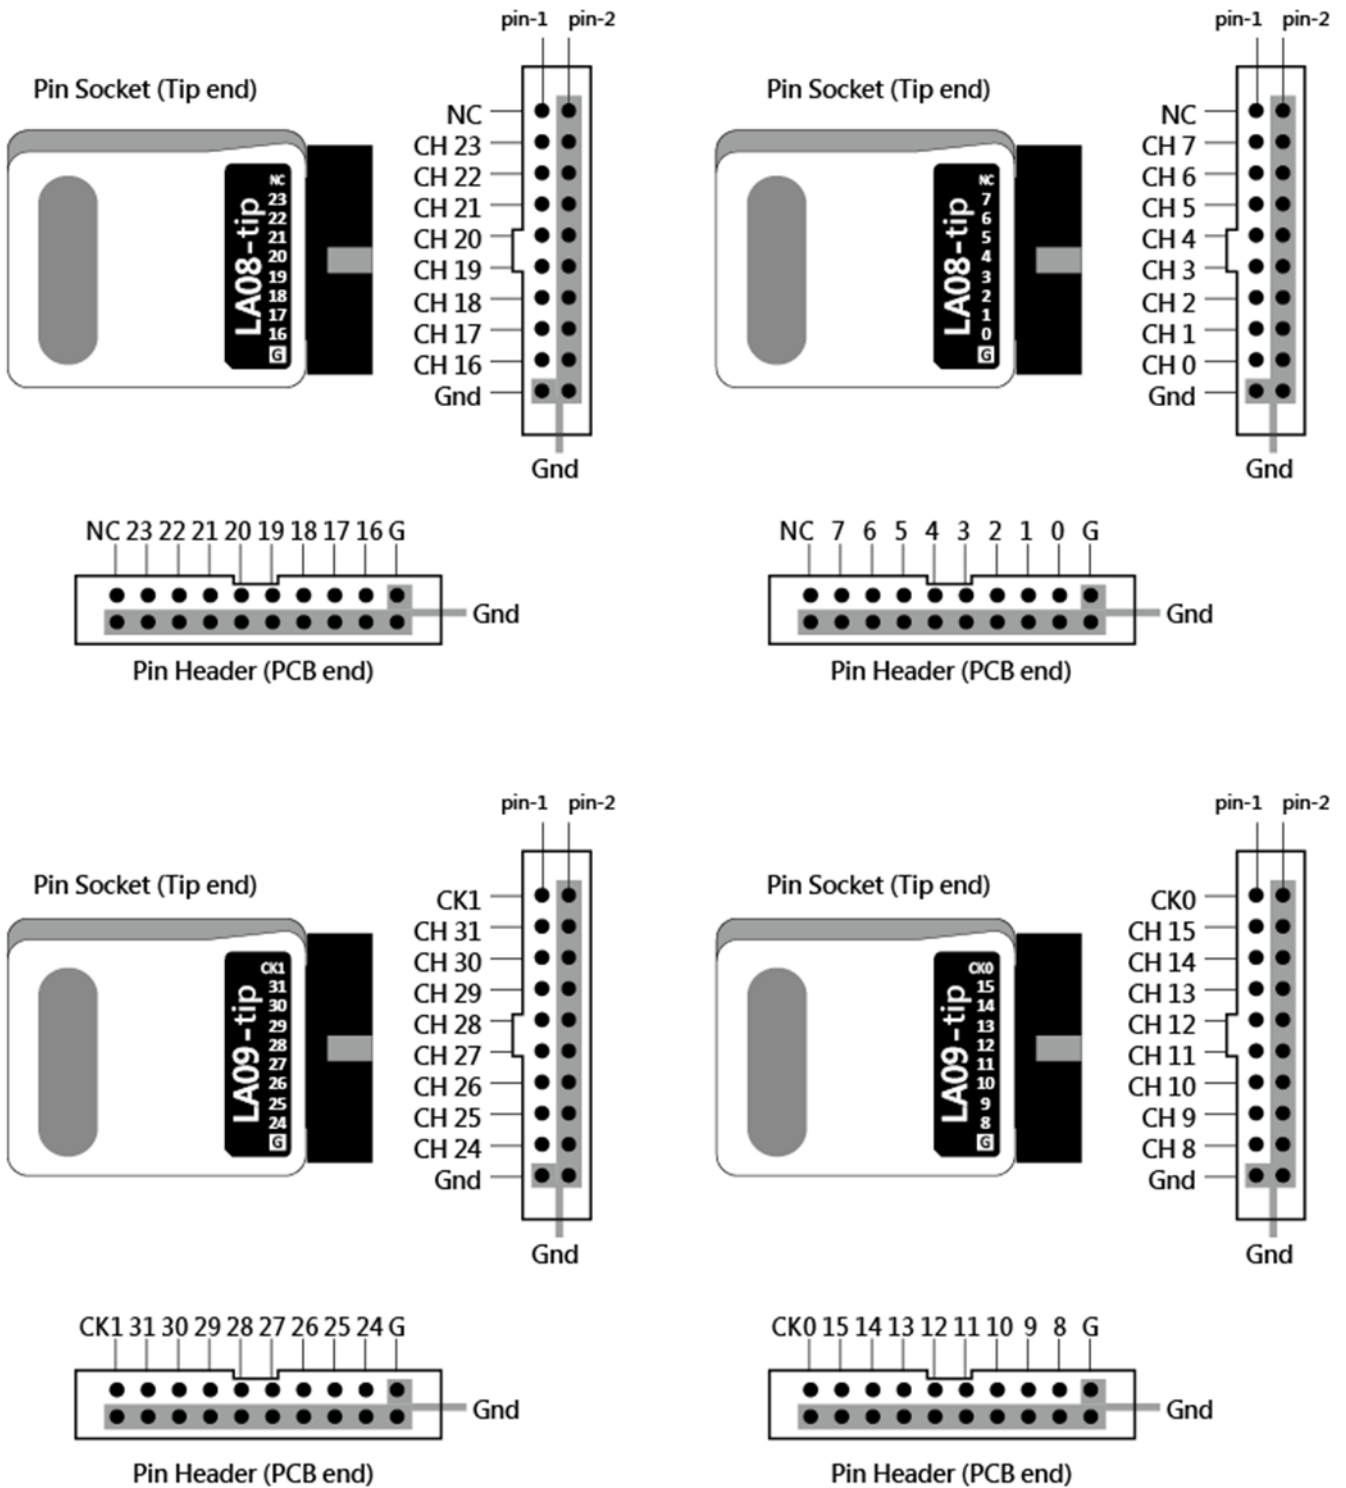 pin-1 pin-2
Pin Socket (Tip end)
NC
CH 23
CH 22
CH 21
CH 20
CH 19
CH 18
CH 17
CH 16
Gnd
Gnd
LA08-tip
NC
23
22
21
20
19
18
17
16
G
NC 23 22 21 20 19 18 17 16 G
Gnd
Pin Header (PCB end)
pin-1 pin-2
Pin Socket (Tip end)
NC
CH 7
CH 6
CH 5
CH 4
CH 3
CH 2
CH 1
CH 0
Gnd
Gnd
LA08-tip
NC
7
6
5
4
3
2
1
0
G
NC 7 6 5 4 3 2 1 0 G
Gnd
Pin Header (PCB end)
pin-1 pin-2
Pin Socket (Tip end)
CK1
CH 31
CH 30
CH 29
CH 28
CH 27
CH 26
CH 25
CH 24
Gnd
Gnd
LA09-tip
CK1
31
30
29
28
27
26
25
24
G
CK1 31 30 29 28 27 26 25 24 G
Gnd
Pin Header (PCB end)
pin-1 pin-2
Pin Socket (Tip end)
CK0
CH 15
CH 14
CH 13
CH 12
CH 11
CH 10
CH 9
CH 8
Gnd
Gnd
LA09-tip
CK0
15
14
13
12
11
10
9
8
G
CK0 15 14 13 12 11 10 9 8 G
Gnd
Pin Header (PCB end)